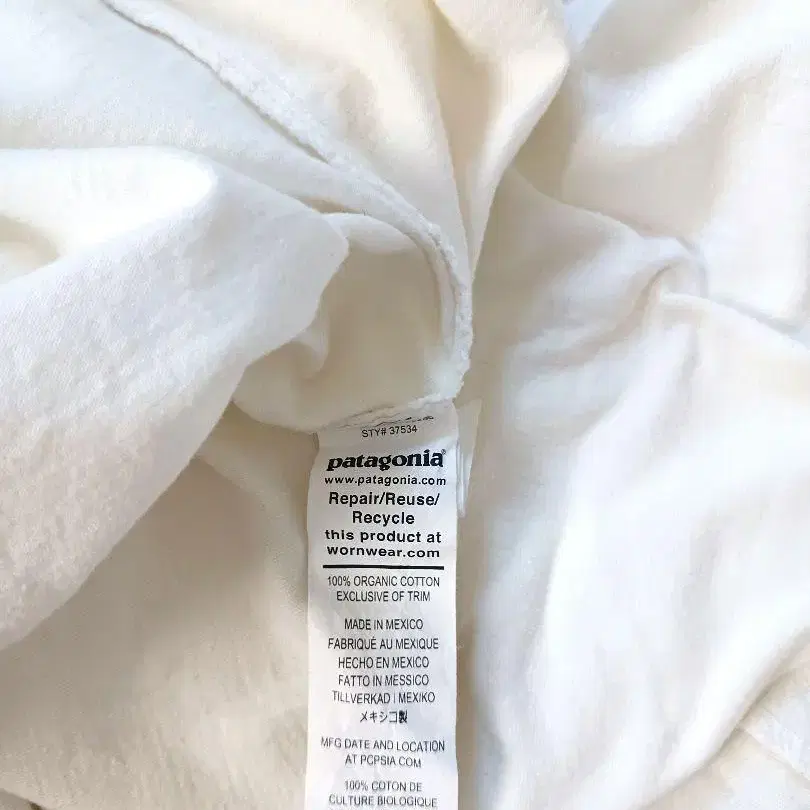 STY# 37534
patagonia®
www.patagonia.com
Repair/Reuse/
Recycle
this product at
wornwear.com
100% ORGANIC COTTON
EXCLUSIVE OF TRIM
MADE IN MEXICO
FABRIQUÉ AU MEXIQUE
HECHO EN MEXICO
FATTO IN MESSICO
TILLVERKAD I MEXIKO
メキシコ製
MFG DATE AND LOCATION
AT PCPSIA COM
100% COTON DE
CULTURE BIOLOGIQUE